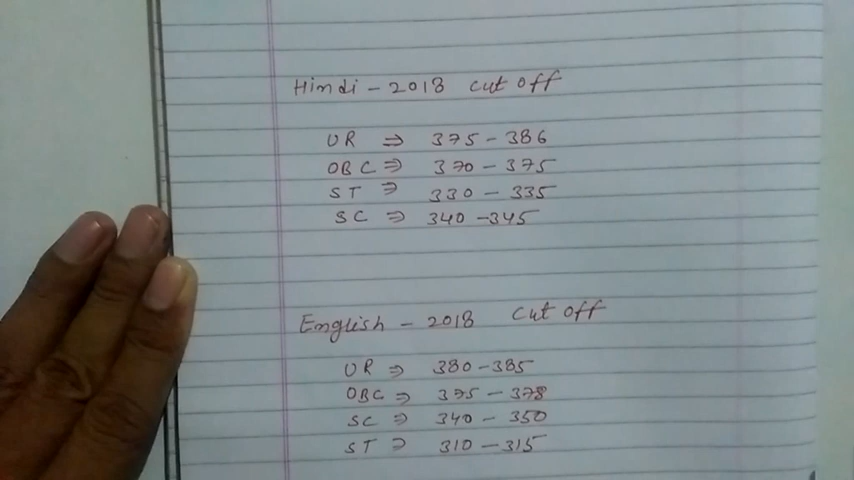 Hindi - 2018 cut off
UR ⇒ 375 - 386
OBC ⇒ 370 - 375
ST ⇒ 330 - 335
SC ⇒ 340 - 345
English - 2018 cut off
UR ⇒ 380 - 385
OBC ⇒ 375 - 378
SC ⇒ 340 - 350
ST ⇒ 310 - 315